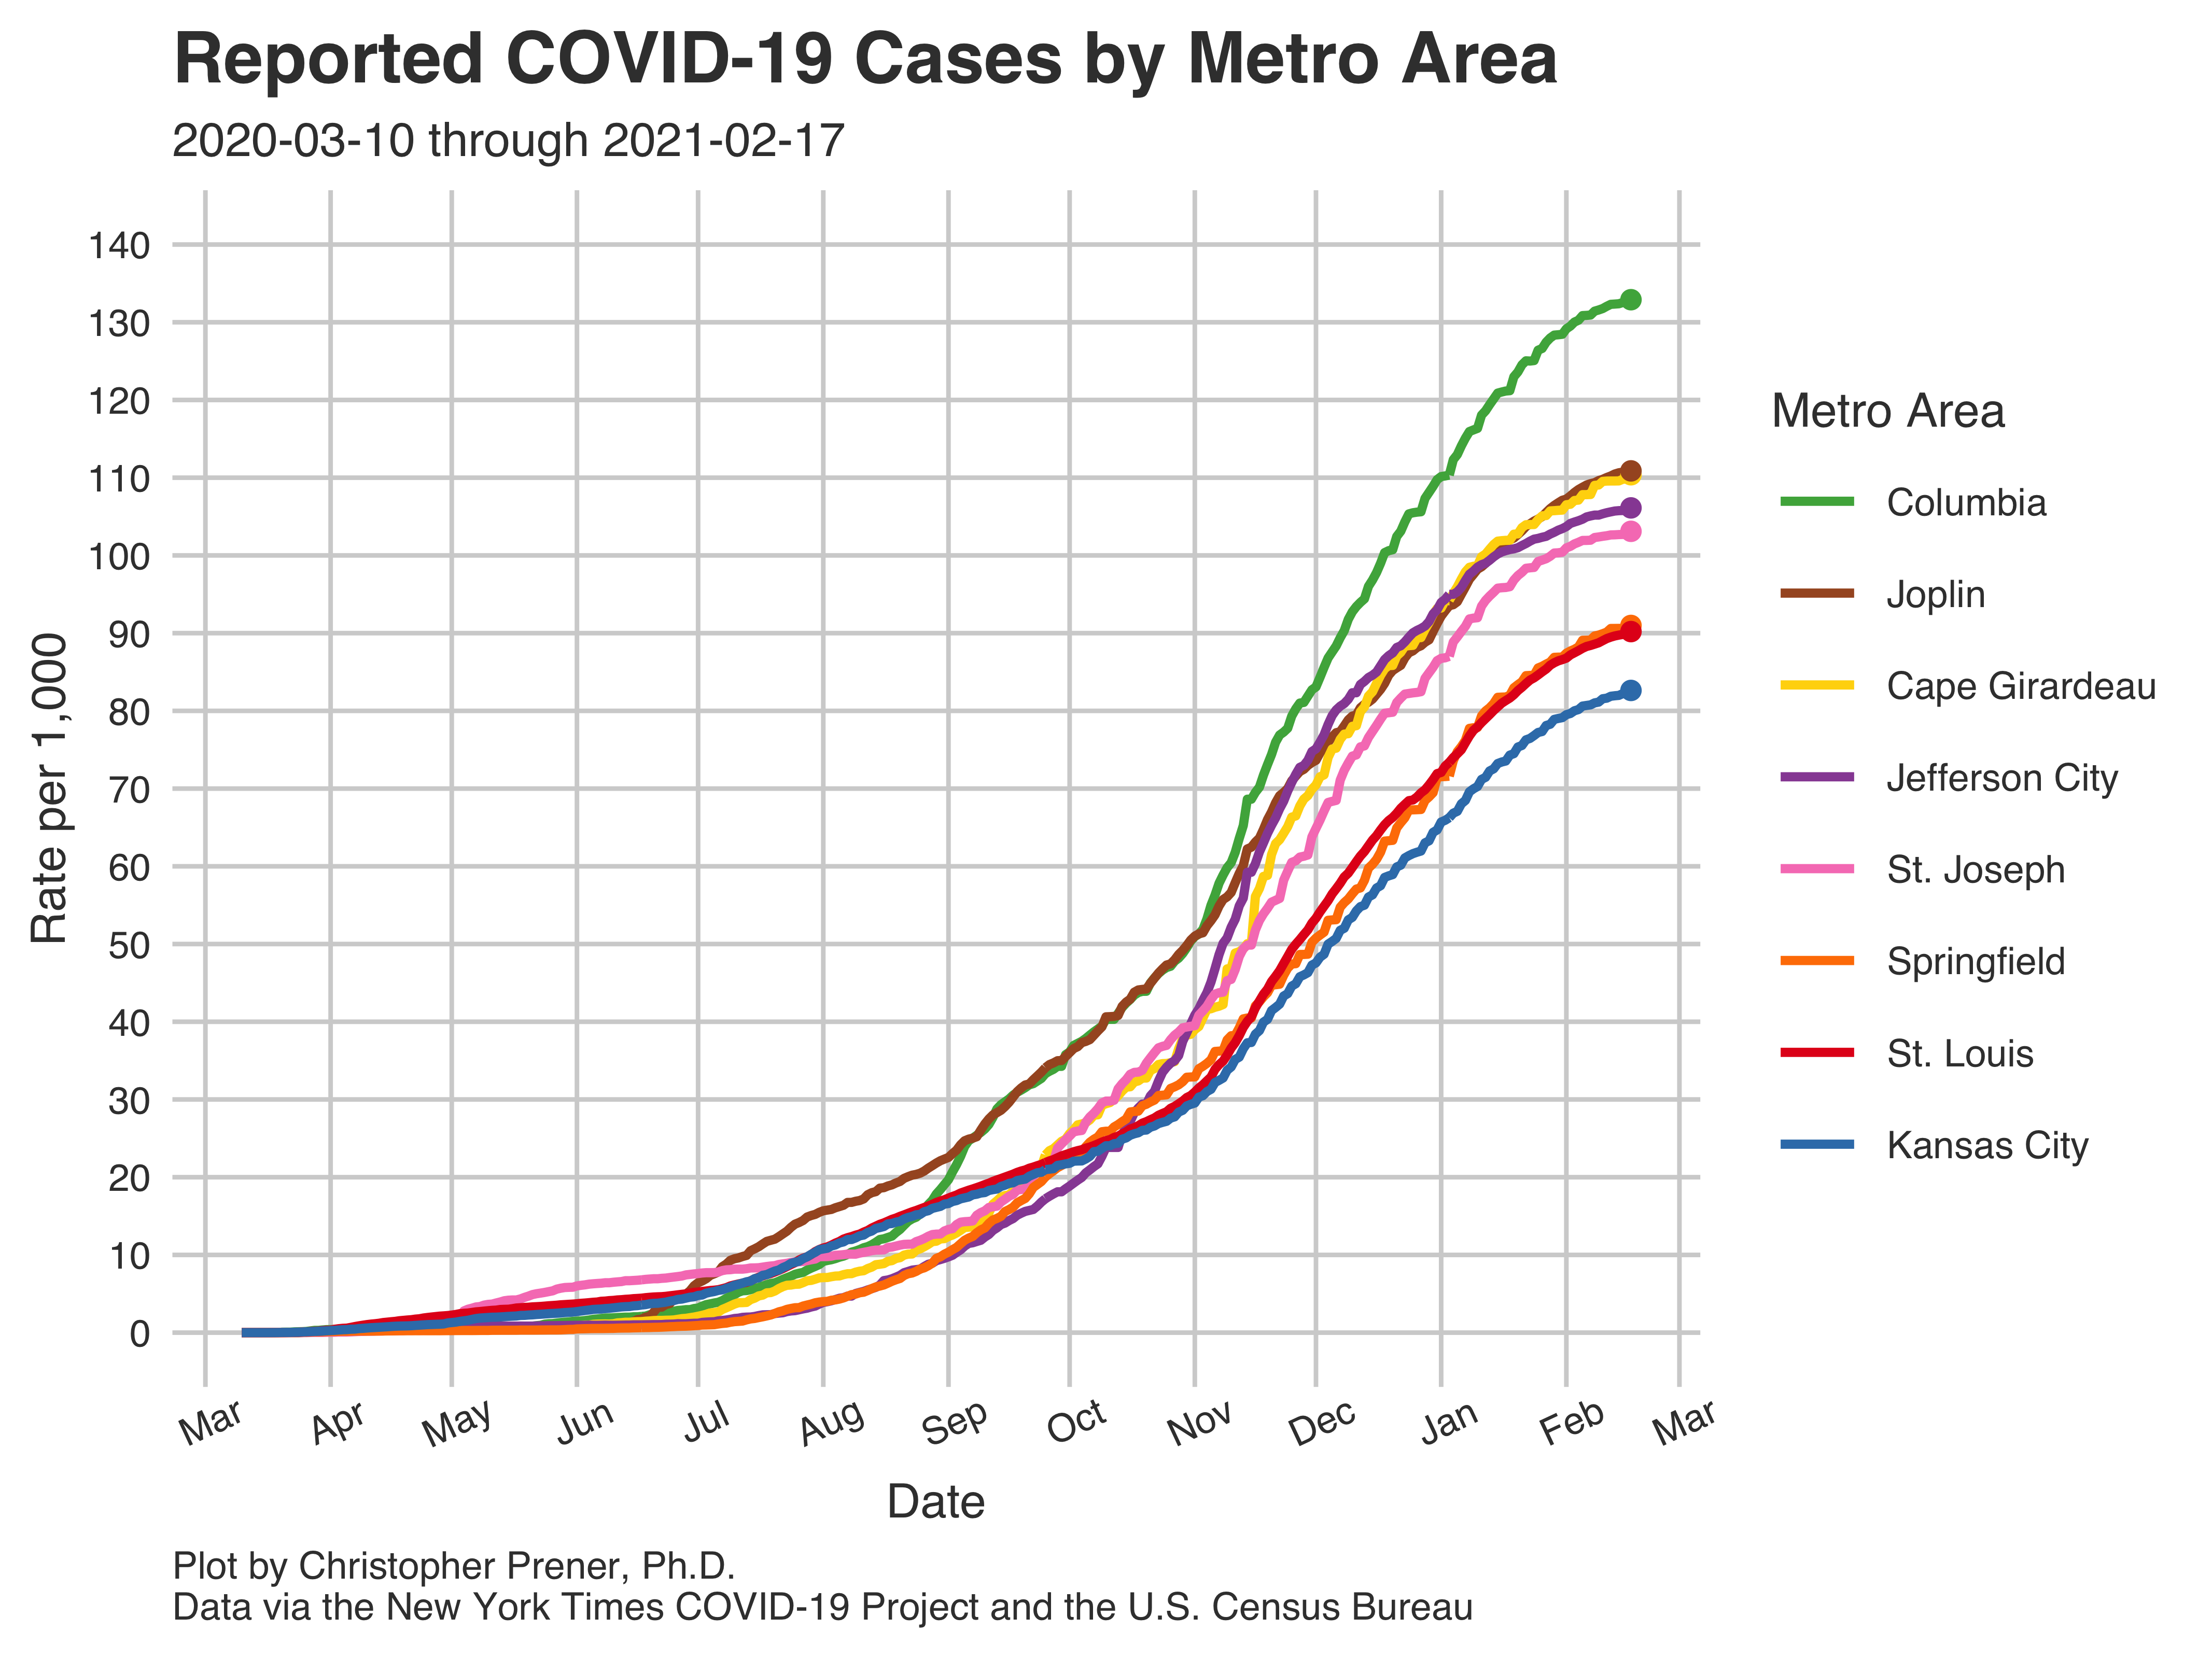 Reported COVID-19 Cases by Metro Area
2020-03-10 through 2021-02-17
140
130
120
110
100
90
80
70
60
50
40
30
20
10
0
Rate per 1,000
Mar
Apr
May
Jun
Jul
Aug
Sep
Oct
Nov
Dec
Jan
Feb
Mar
Date
Metro Area
Columbia
Joplin
Cape Girardeau
Jefferson City
St. Joseph
Springfield
St. Louis
Kansas City
Plot by Christopher Prener, Ph.D.
Data via the New York Times COVID-19 Project and the U.S. Census Bureau